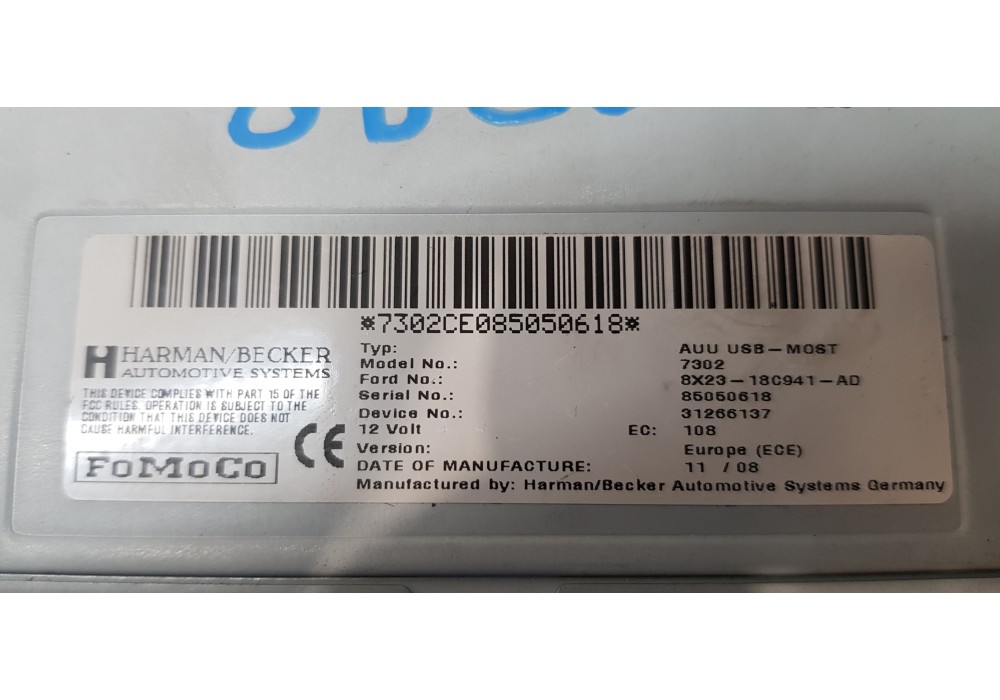 *7302CE085050618*
HARMAN/BECKER
AUTOMOTIVE SYSTEMS
THIS DEVICE COMPLIES WITH PART 15 OF THE
FCC RULES. OPERATION IS SUBJECT TO THE
CONDITION THAT THIS DEVICE DOES NOT
CAUSE HARMFUL INTERFERENCE.
CE
FoMoCo
Typ: AUU USB-MOST
Model No.: 7302
Ford No.: 8X23-18C941-AD
Serial No.: 85050618
Device No.: 31266137
12 Volt EC: 108
Version: Europe (ECE)
DATE OF MANUFACTURE: 11 / 08
Manufactured by: Harman/Becker Automotive Systems Germany